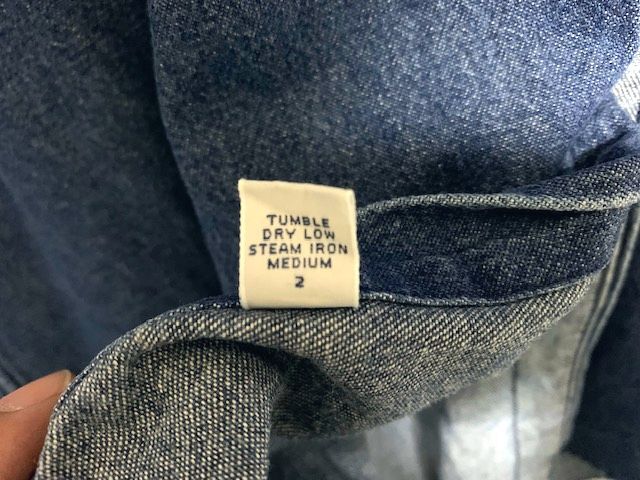 TUMBLE
DRY LOW
STEAM IRON
MEDIUM
2